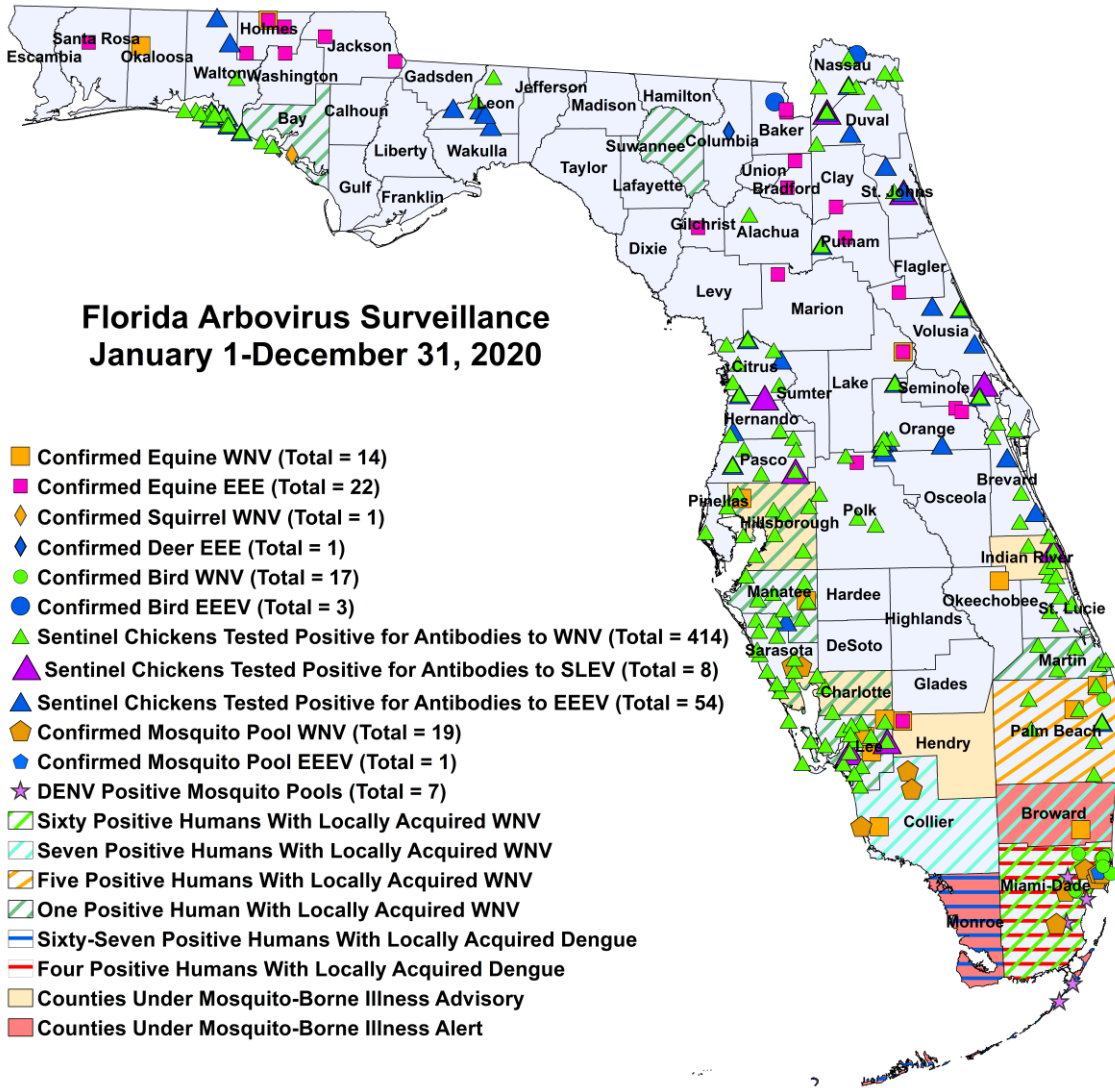 Florida Arbovirus Surveillance
January 1-December 31, 2020
Confirmed Equine WNV (Total = 14)
Confirmed Equine EEE (Total = 22)
Confirmed Squirrel WNV (Total = 1)
Confirmed Deer EEE (Total = 1)
Confirmed Bird WNV (Total = 17)
Confirmed Bird EEEV (Total = 3)
Sentinel Chickens Tested Positive for Antibodies to WNV (Total = 414)
Sentinel Chickens Tested Positive for Antibodies to SLEV (Total = 8)
Sentinel Chickens Tested Positive for Antibodies to EEEV (Total = 54)
Confirmed Mosquito Pool WNV (Total = 19)
Confirmed Mosquito Pool EEEV (Total = 1)
DENV Positive Mosquito Pools (Total = 7)
Sixty Positive Humans With Locally Acquired WNV
Seven Positive Humans With Locally Acquired WNV
Five Positive Humans With Locally Acquired WNV
One Positive Human With Locally Acquired WNV
Sixty-Seven Positive Humans With Locally Acquired Dengue
Four Positive Humans With Locally Acquired Dengue
Counties Under Mosquito-Borne Illness Advisory
Counties Under Mosquito-Borne Illness Alert
Escambia
Santa Rosa
Okaloosa
Walton
Holmes
Washington
Jackson
Bay
Calhoun
Gulf
Gadsden
Liberty
Franklin
Leon
Wakulla
Jefferson
Madison
Taylor
Hamilton
Suwannee
Lafayette
Columbia
Dixie
Gilchrist
Baker
Union
Bradford
Nassau
Duval
Clay
St. Johns
Alachua
Putnam
Flagler
Levy
Marion
Volusia
Citrus
Sumter
Lake
Seminole
Hernando
Orange
Pasco
Brevard
Osceola
Pinellas
Hillsborough
Polk
Indian River
Manatee
Hardee
Okeechobee
Highlands
St. Lucie
Sarasota
DeSoto
Martin
Charlotte
Glades
Lee
Hendry
Palm Beach
Collier
Broward
Miami-Dade
Monroe